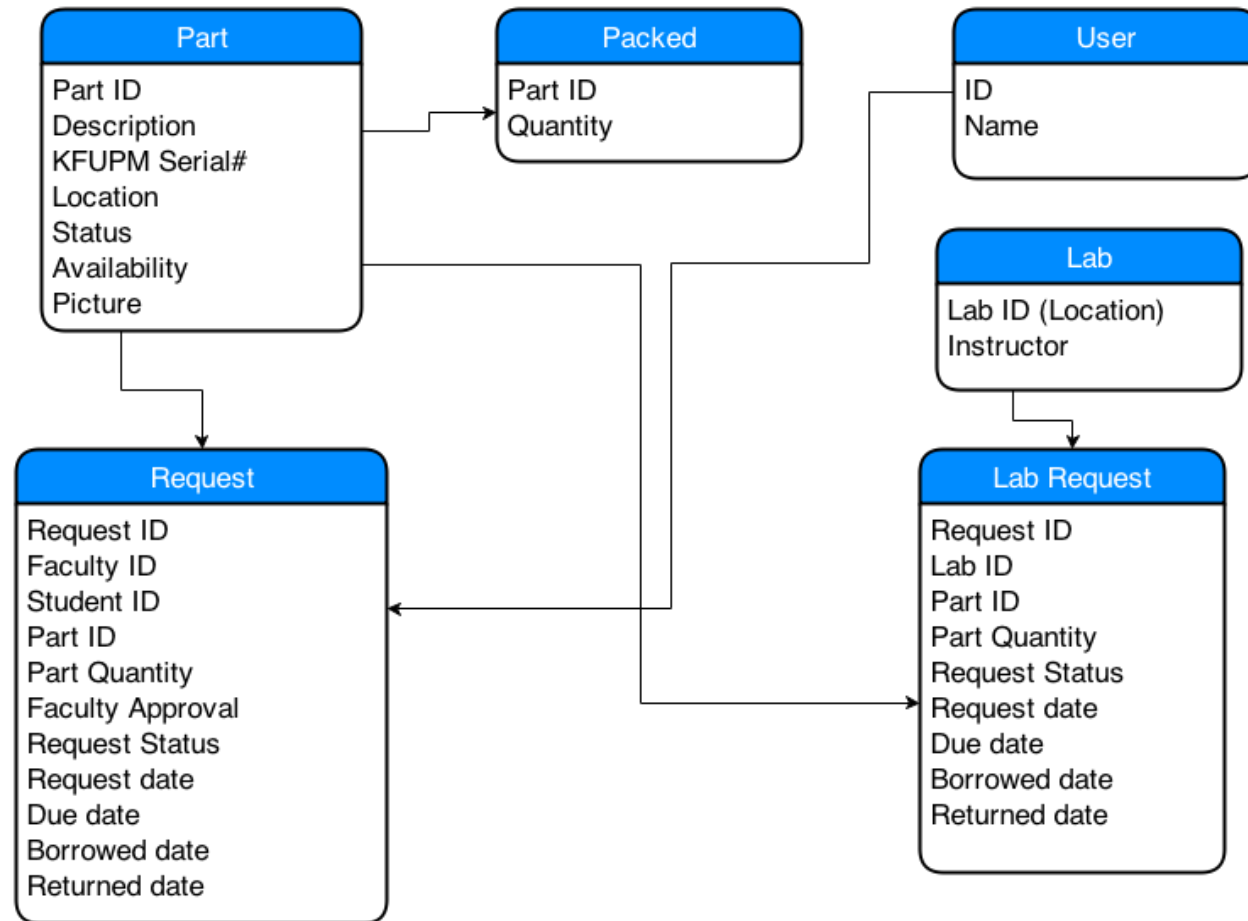 Part
Part ID
Description
KFUPM Serial#
Location
Status
Availability
Picture
Packed
Part ID
Quantity
User
ID
Name
Lab
Lab ID (Location)
Instructor
Request
Request ID
Faculty ID
Student ID
Part ID
Part Quantity
Faculty Approval
Request Status
Request date
Due date
Borrowed date
Returned date
Lab Request
Request ID
Lab ID
Part ID
Part Quantity
Request Status
Request date
Due date
Borrowed date
Returned date